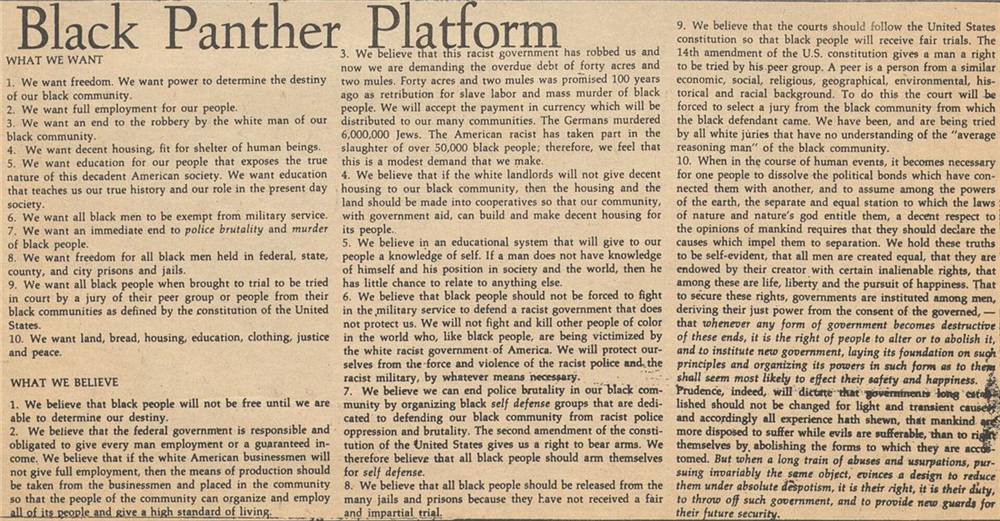 Black Panther Platform
WHAT WE WANT
1. We want freedom. We want power to determine the destiny
of our black community.
2. We want full employment for our people.
3. We want an end to the robbery by the white man of our
black community.
4. We want decent housing, fit for shelter of human beings.
5. We want education for our people that exposes the true
nature of this decadent American society. We want education
that teaches us our true history and our role in the present day
society.
6. We want all black men to be exempt from military service.
7. We want an immediate end to police brutality and murder
of black people.
8. We want freedom for all black men held in federal, state,
county, and city prisons and jails.
9. We want all black people when brought to trial to be tried
in court by a jury of their peer group or people from their
black communities as defined by the constitution of the United
States.
10. We want land, bread, housing, education, clothing, justice
and peace.
WHAT WE BELIEVE
1. We believe that black people will not be free until we are
able to determine our destiny.
2. We believe that the federal government is responsible and
obligated to give every man employment or a guaranteed in-
come. We believe that if the white American businessmen will
not give full employment, then the means of production should
be taken from the businessmen and placed in the community
so that the people of the community can organize and employ
all of its people and give a high standard of living.
3. We believe that this racist government has robbed us and
now we are demanding the overdue debt of forty acres and
two mules. Forty acres and two mules was promised 100 years
ago as retribution for slave labor and mass murder of black
people. We will accept the payment in currency which will be
distributed to our many communities. The Germans murdered
6,000,000 Jews. The American racist has taken part in the
slaughter of over 50,000 black people; therefore, we feel that
this is a modest demand that we make.
4. We believe that if the white landlords will not give decent
housing to our black community, then the housing and the
land should be made into cooperatives so that our community,
with government aid, can build and make decent housing for
its people.
5. We believe in an educational system that will give to our
people a knowledge of self. If a man does not have knowledge
of himself and his position in society and the world, then he
has little chance to relate to anything else.
6. We believe that black people should not be forced to fight
in the military service to defend a racist government that does
not protect us. We will not fight and kill other people of color
in the world who, like black people, are being victimized by
the white racist government of America. We will protect our-
selves from the force and violence of the racist police and the
racist military, by whatever means necessary.
7. We believe we can end police brutality in our black com-
munity by organizing black self defense groups that are dedi-
cated to defending our black community from racist police
oppression and brutality. The second amendment of the consti-
tution of the United States gives us a right to bear arms. We
therefore believe that all black people should arm themselves
for self defense.
8. We believe that all black people should be released from the
many jails and prisons because they have not received a fair
and impartial trial.
9. We believe that the courts should follow the United States
constitution so that black people will receive fair trials. The
14th amendment of the U.S. constitution gives a man a right
to be tried by his peer group. A peer is a person from a similar
economic, social, religious, geographical, environmental, his-
torical and racial background. To do this the court will be
forced to select a jury from the black community from which
the black defendant came. We have been, and are being tried
by all white juries that have no understanding of the "average
reasoning man" of the black community.
10. When in the course of human events, it becomes necessary
for one people to dissolve the political bonds which have con-
nected them with another, and to assume among the powers
of the earth, the separate and equal station to which the laws
of nature and nature's god entitle them, a decent respect to
the opinions of mankind requires that they should declare the
causes which impel them to separation. We hold these truths
to be self-evident, that all men are created equal, that they are
endowed by their creator with certain inalienable rights, that
among these are life, liberty and the pursuit of happiness. That
to secure these rights, governments are instituted among men,
deriving their just power from the consent of the governed, —
that whenever any form of government becomes destructive
of these ends, it is the right of people to alter or to abolish it,
and to institute new government, laying its foundation on such
principles and organizing its powers in such form as to them
shall seem most likely to effect their safety and happiness.
Prudence, indeed, will dictate that governments long estab-
lished should not be changed for light and transient causes,
and accordingly all experience hath shewn, that mankind are
more disposed to suffer while evils are sufferable, than to right
themselves by abolishing the forms to which they are accus-
tomed. But when a long train of abuses and usurpations, pur-
suing invariably the same object, evinces a design to reduce
them under absolute despotism, it is their right, it is their duty,
to throw off such government, and to provide new guards for
their future security.